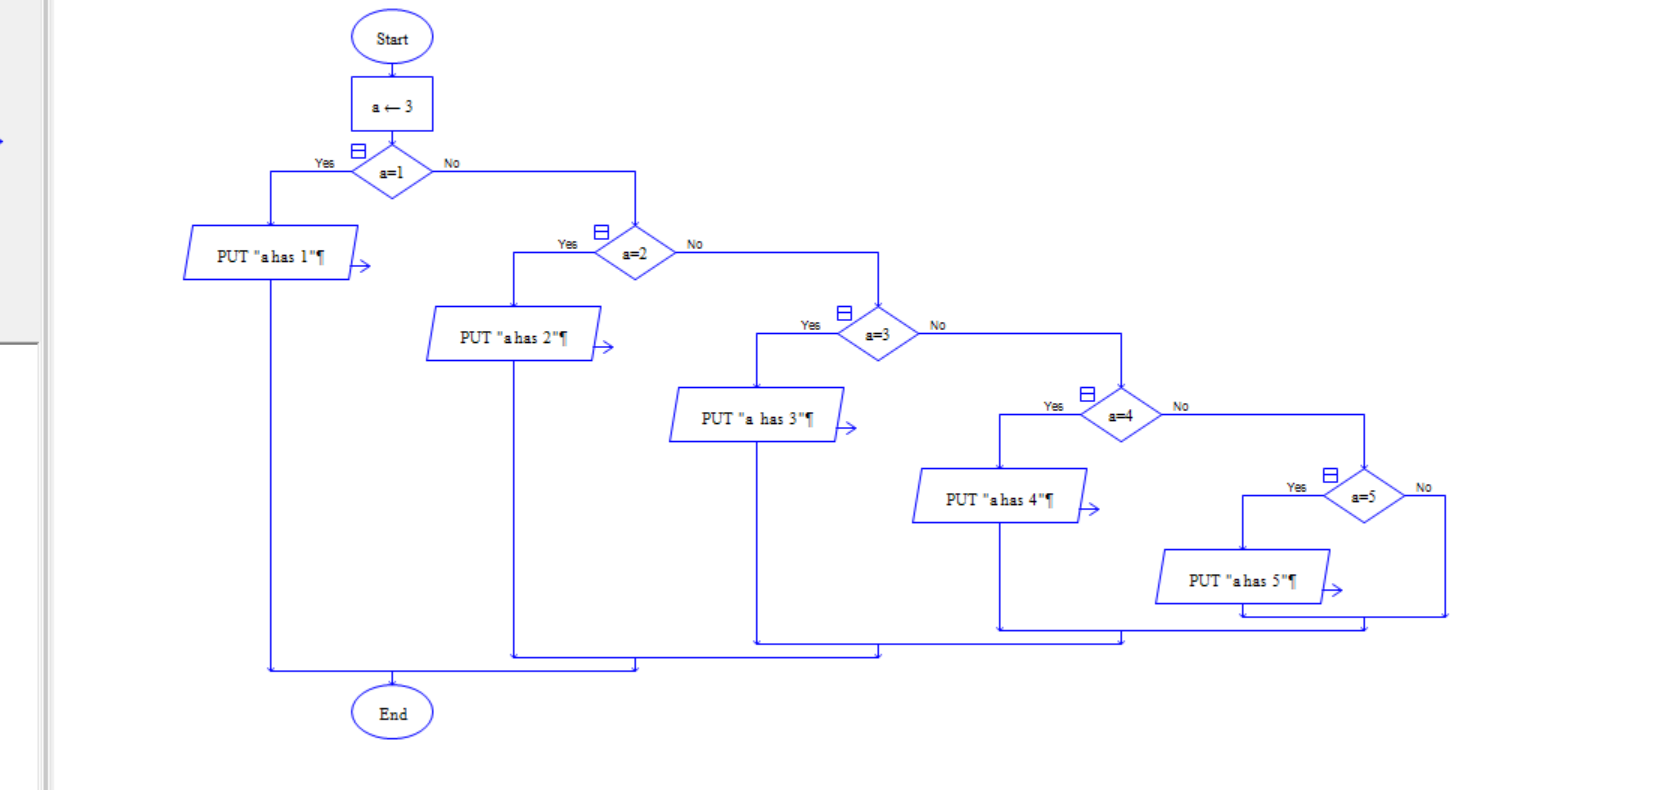 Start
a ← 3
Yes
a=1
No
PUT "a has 1"¶
Yes
a=2
No
PUT "a has 2"¶
Yes
a=3
No
PUT "a has 3"¶
Yes
a=4
No
PUT "a has 4"¶
Yes
a=5
No
PUT "a has 5"¶
End